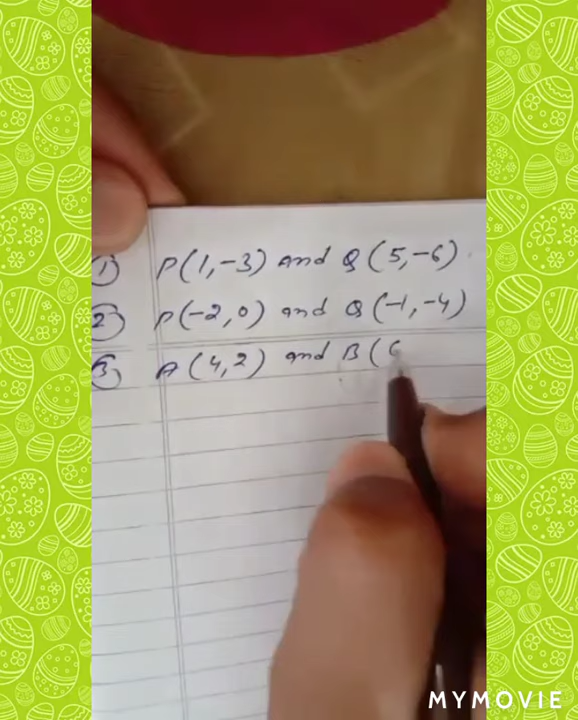 ① P(1,-3) and Q(5,-6)
② P(-2,0) and Q(-1,-4)
③ A(4,2) and B(
MYMOVIE